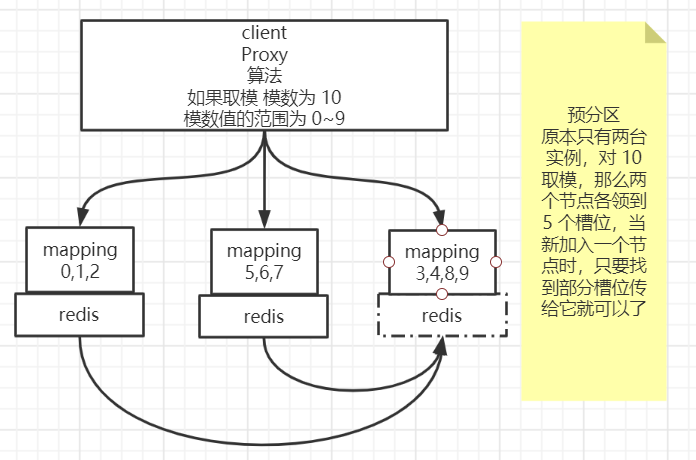 client
Proxy
算法
如果取模 模数为 10
模数值的范围为 0~9
mapping
0,1,2
redis
mapping
5,6,7
redis
mapping
3,4,8,9
redis
预分区
原本只有两台
实例，对 10
取模，那么两
个节点各领到
5 个槽位，当
新加入一个节
点时，只要找
到部分槽位传
给它就可以了